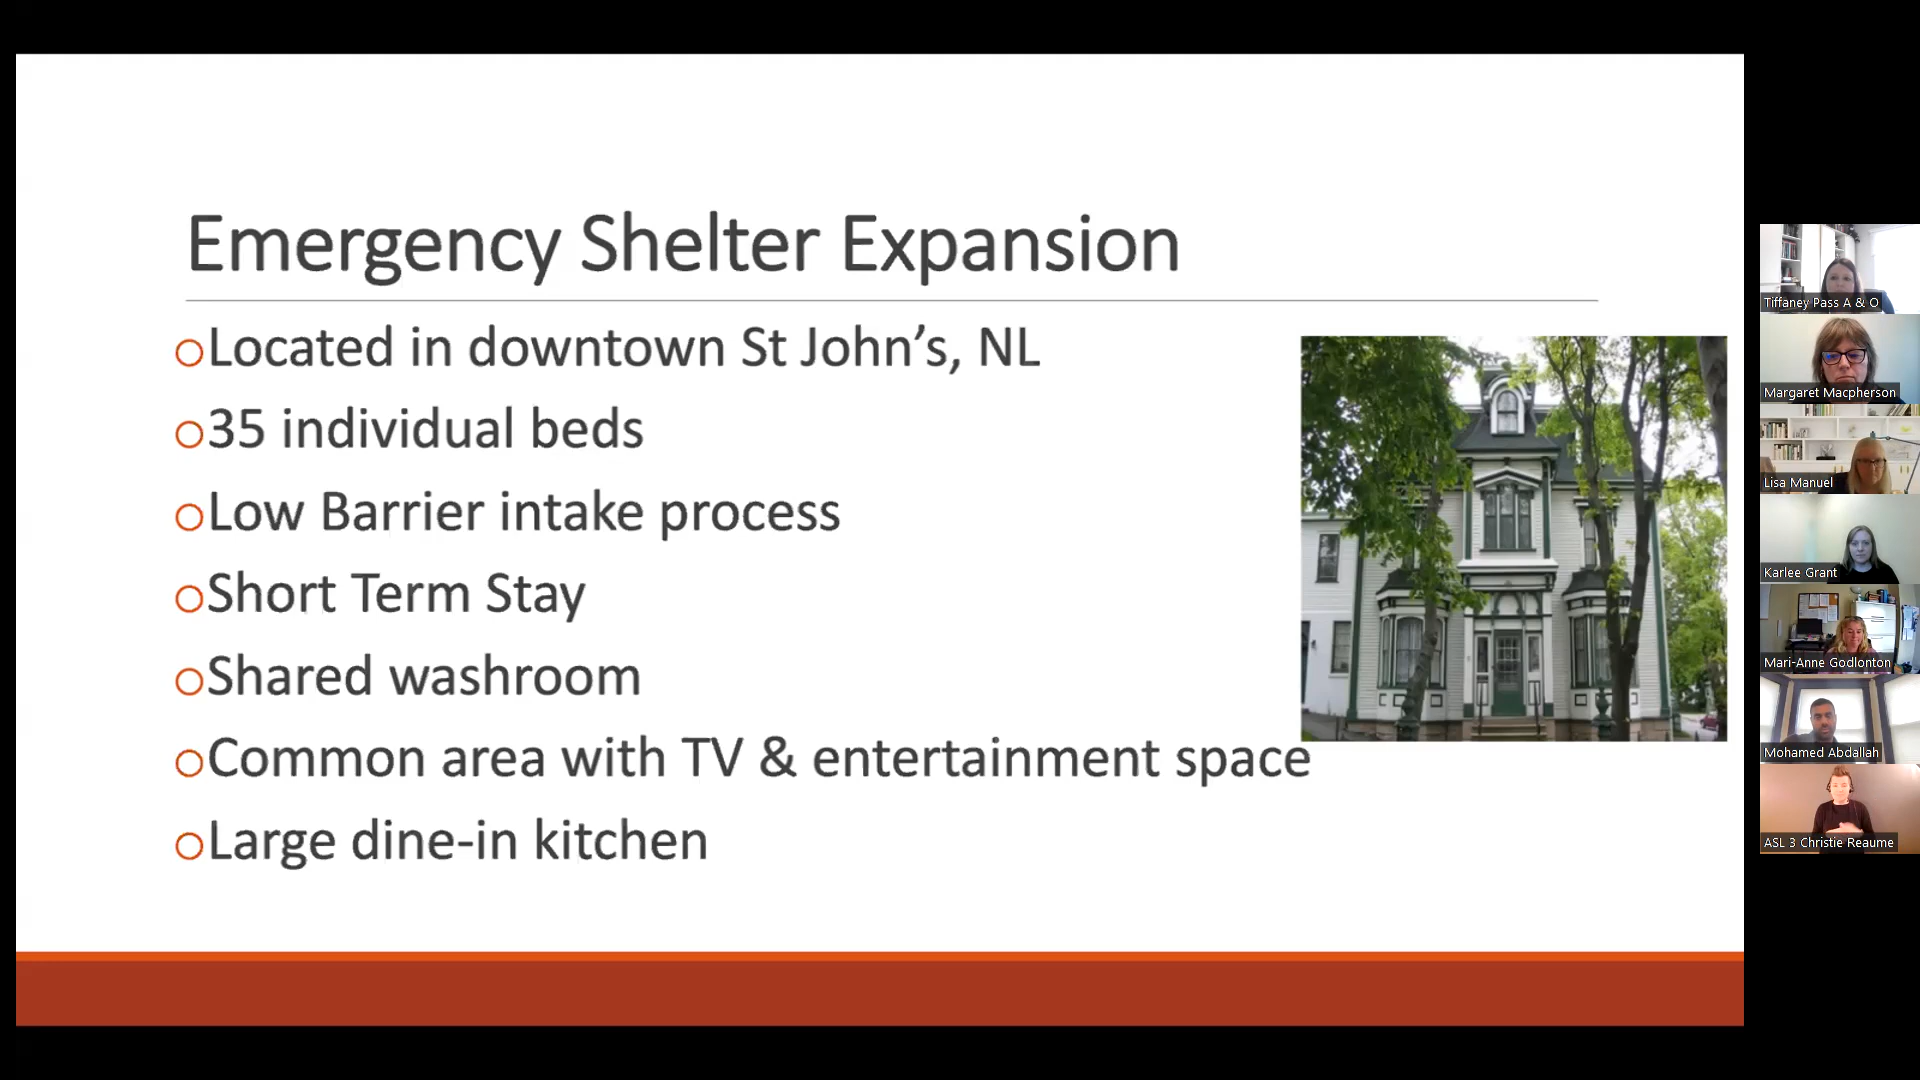 Emergency Shelter Expansion
Located in downtown St John’s, NL
35 individual beds
Low Barrier intake process
Short Term Stay
Shared washroom
Common area with TV & entertainment space
Large dine-in kitchen
Tiffaney Pass A & O
Margaret Macpherson
Lisa Manuel
Karlee Grant
Mari-Anne Godlonton
Mohamed Abdallah
ASL 3 Christie Reaume